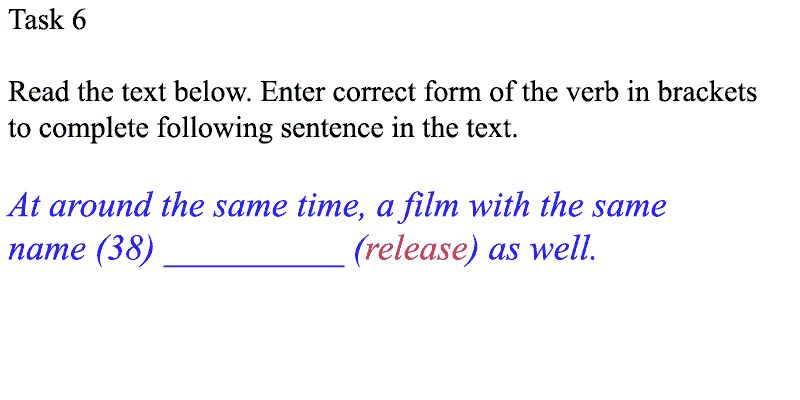 Task 6
Read the text below. Enter correct form of the verb in brackets
to complete following sentence in the text.
At around the same time, a film with the same
name (38) __________ (release) as well.